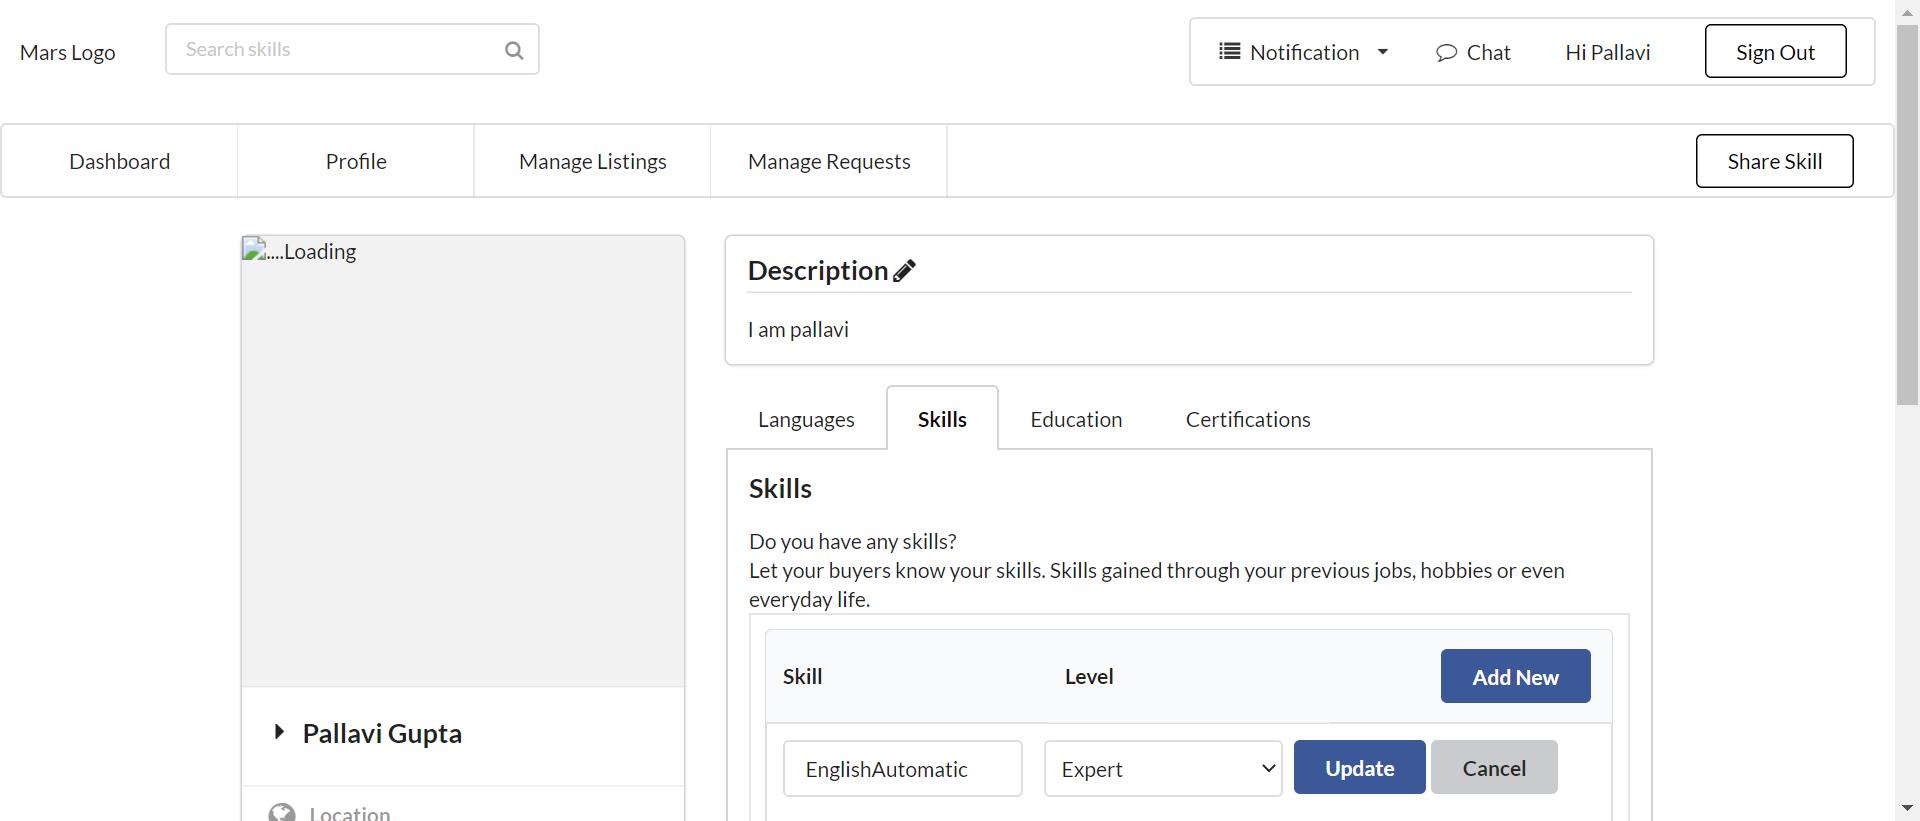 Mars Logo
Search skills
Notification
Chat
Hi Pallavi
Sign Out
Dashboard
Profile
Manage Listings
Manage Requests
Share Skill
....Loading
Pallavi Gupta
Location
Description
I am pallavi
Languages
Skills
Education
Certifications
Skills
Do you have any skills?
Let your buyers know your skills. Skills gained through your previous jobs, hobbies or even
everyday life.
Skill
Level
Add New
EnglishAutomatic
Expert
Update
Cancel